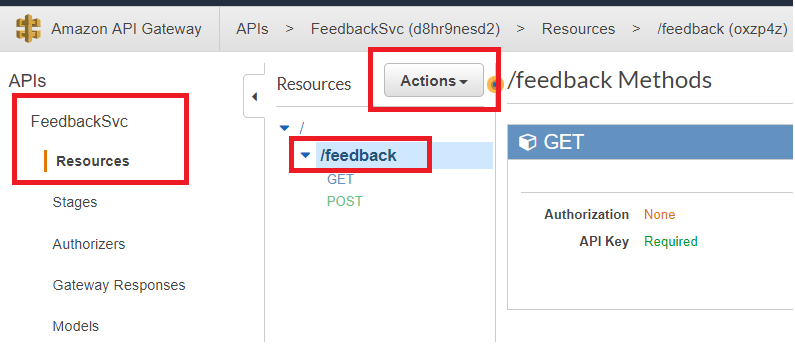 Amazon API Gateway APIs > FeedbackSvc (d8hr9nesd2) > Resources > /feedback (oxzp4z)
APIs
FeedbackSvc
Resources
Stages
Authorizers
Gateway Responses
Models
Resources
Actions
/
/feedback
GET
POST
/feedback Methods
GET
Authorization None
API Key Required